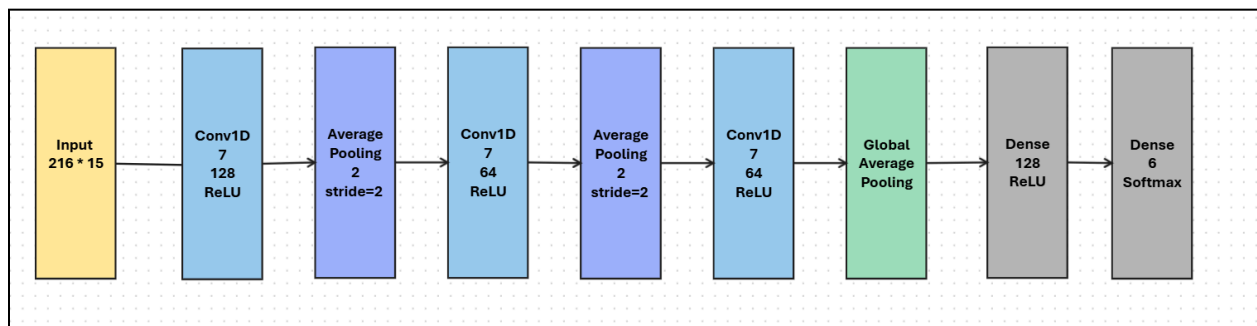 Input
216 * 15
Conv1D
7
128
ReLU
Average
Pooling
2
stride=2
Conv1D
7
64
ReLU
Average
Pooling
2
stride=2
Conv1D
7
64
ReLU
Global
Average
Pooling
Dense
128
ReLU
Dense
6
Softmax